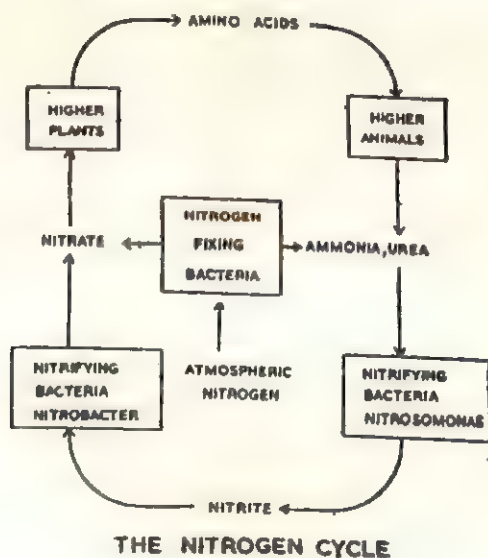 AMINO ACIDS
HIGHER
PLANTS
HIGHER
ANIMALS
NITROGEN
FIXING
BACTERIA
NITRATE
AMMONIA, UREA
NITRIFYING
BACTERIA
NITROBACTER
ATMOSPHERIC
NITROGEN
NITRIFYING
BACTERIA
NITROSOMONAS
NITRITE
THE NITROGEN CYCLE